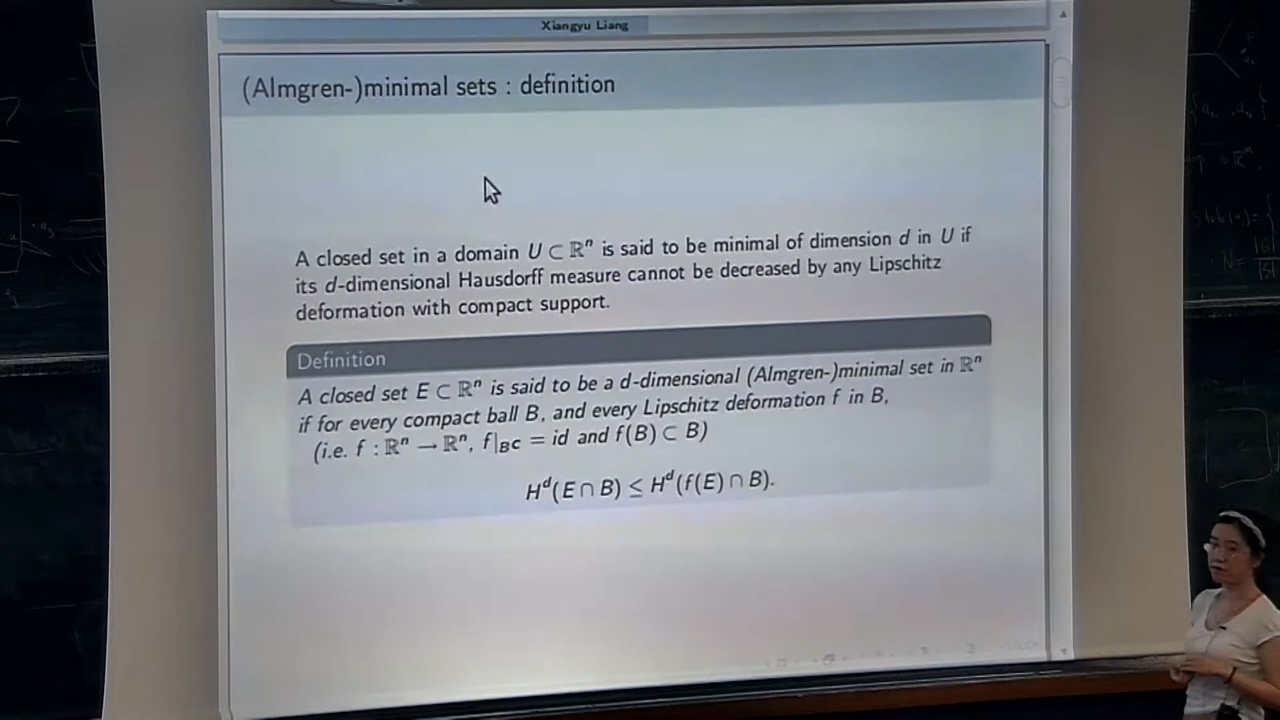 Xiangyu Liang
(Almgren-)minimal sets : definition
A closed set in a domain U ⊂ ℝⁿ is said to be minimal of dimension d in U if
its d-dimensional Hausdorff measure cannot be decreased by any Lipschitz
deformation with compact support.
Definition
A closed set E ⊂ ℝⁿ is said to be a d-dimensional (Almgren-)minimal set in ℝⁿ
if for every compact ball B, and every Lipschitz deformation f in B,
(i.e. f : ℝⁿ → ℝⁿ, f|_{B^C} = id and f(B) ⊂ B)
H^d(E ∩ B) ≤ H^d(f(E) ∩ B).